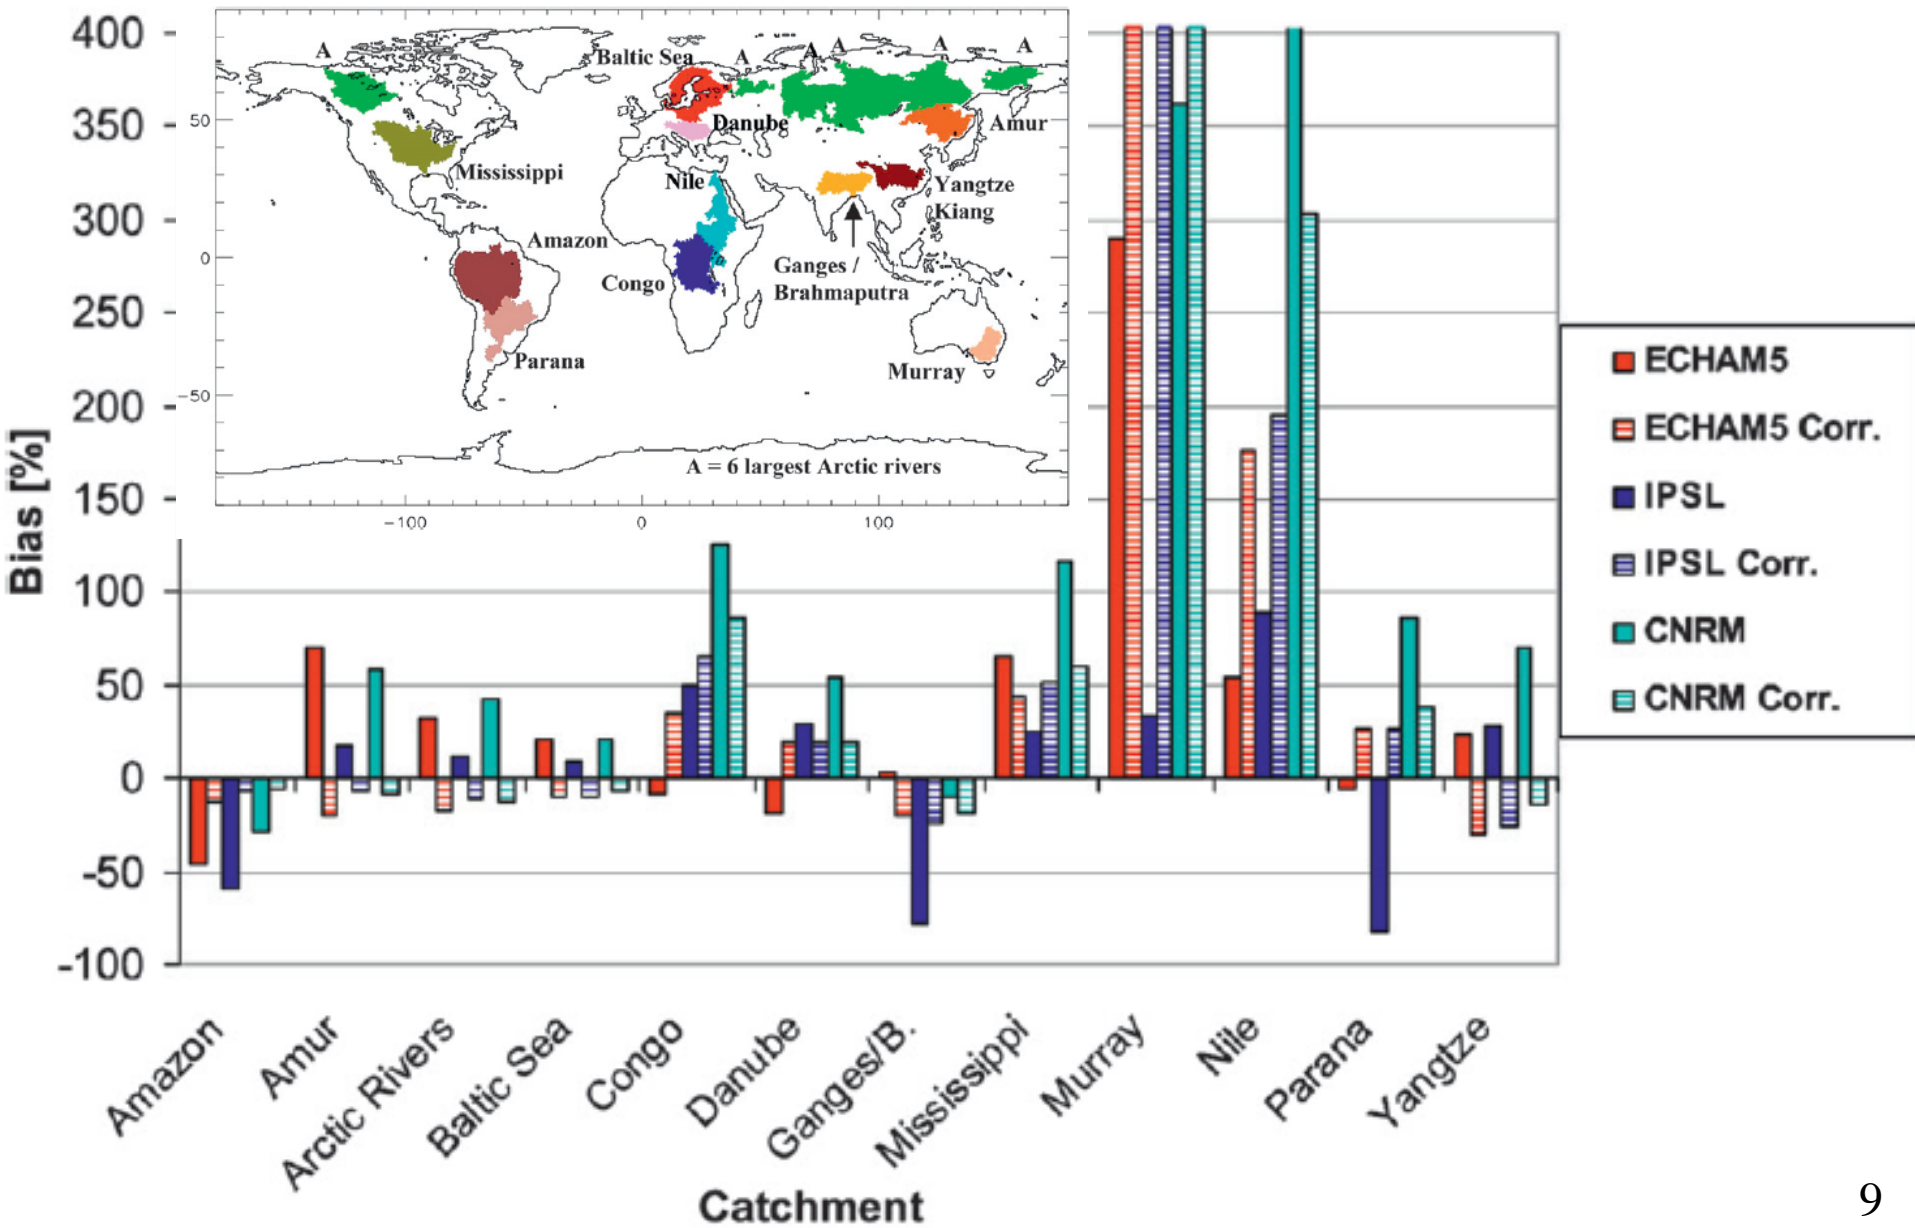 400
350
300
250
200
150
100
50
0
-50
-100
Bias [%]
50
0
−50
−100
0
100
A
Baltic Sea
A
A
A
A
A
Danube
Amur
Mississippi
Nile
Yangtze
Kiang
Amazon
Congo
Ganges /
Brahmaputra
Parana
Murray
A = 6 largest Arctic rivers
ECHAM5
ECHAM5 Corr.
IPSL
IPSL Corr.
CNRM
CNRM Corr.
Amazon
Amur
Arctic Rivers
Baltic Sea
Congo
Danube
Ganges/B.
Mississippi
Murray
Nile
Parana
Yangtze
Catchment
9